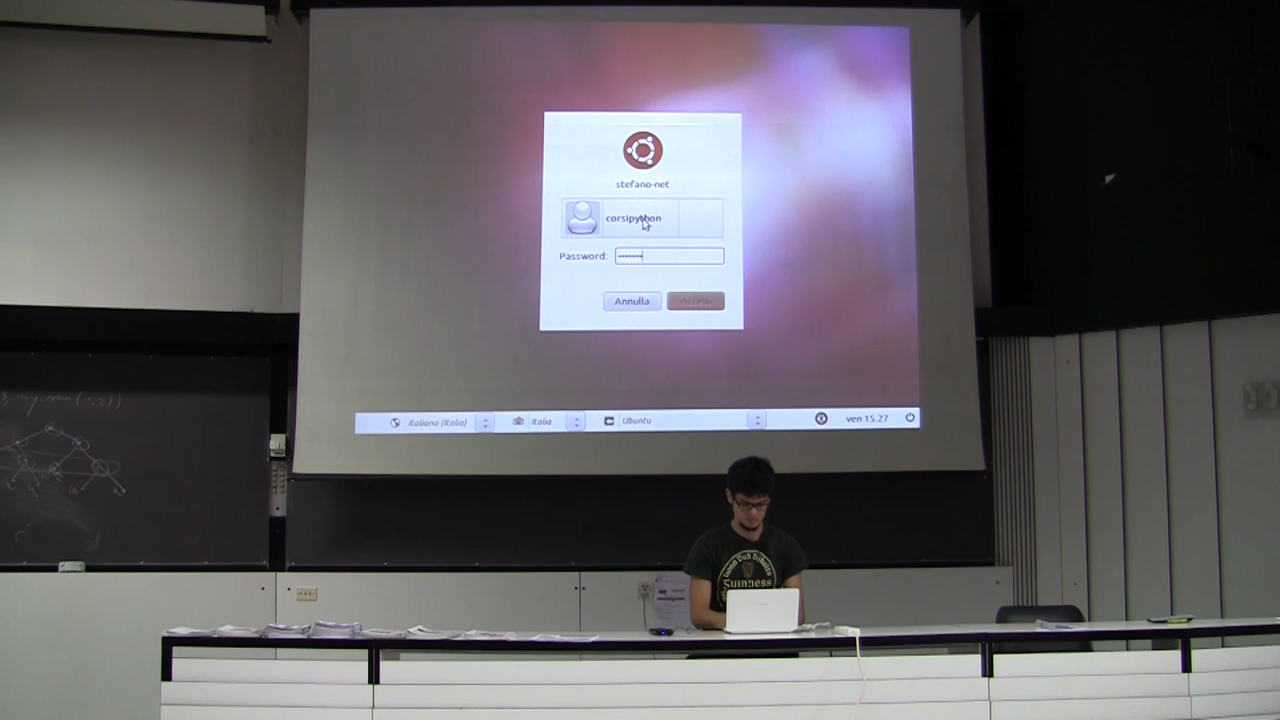 stefano-net
corsipython
Password: -------
Annulla
Italiano (Italia) Italia Ubuntu ven 15.27
GUINNESS